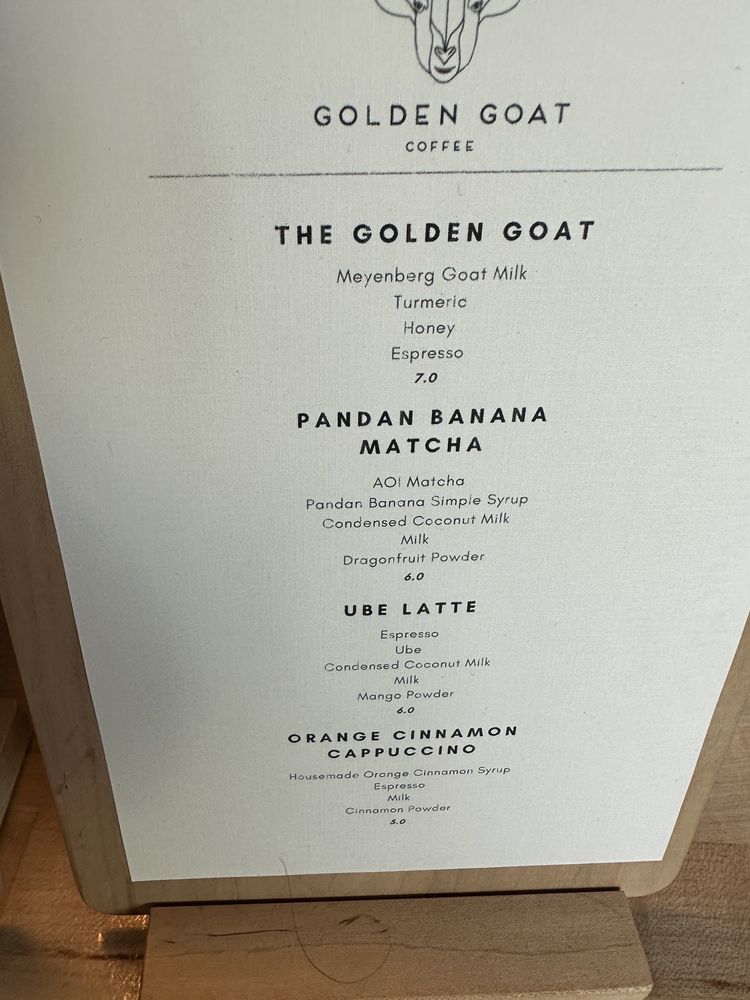 GOLDEN GOAT
COFFEE
THE GOLDEN GOAT
Meyenberg Goat Milk
Turmeric
Honey
Espresso
7.0
PANDAN BANANA
MATCHA
AOI Matcha
Pandan Banana Simple Syrup
Condensed Coconut Milk
Milk
Dragonfruit Powder
6.0
UBE LATTE
Espresso
Ube
Condensed Coconut Milk
Milk
Mango Powder
6.0
ORANGE CINNAMON
CAPPUCCINO
Housemade Orange Cinnamon Syrup
Espresso
Milk
Cinnamon Powder
5.0